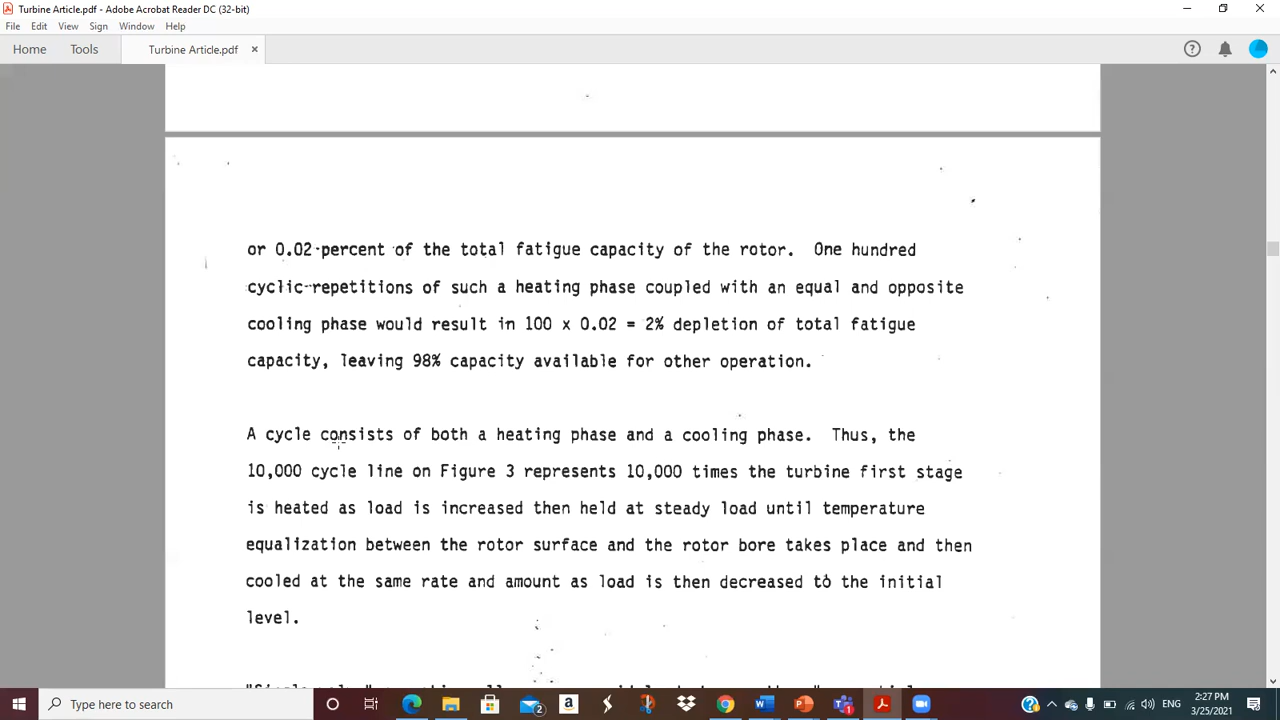 Turbine Article.pdf - Adobe Acrobat Reader DC (32-bit)
File Edit View Sign Window Help
Home Tools Turbine Article.pdf ×
or 0.02 percent of the total fatigue capacity of the rotor. One hundred
cyclic repetitions of such a heating phase coupled with an equal and opposite
cooling phase would result in 100 x 0.02 = 2% depletion of total fatigue
capacity, leaving 98% capacity available for other operation.
A cycle consists of both a heating phase and a cooling phase. Thus, the
10,000 cycle line on Figure 3 represents 10,000 times the turbine first stage
is heated as load is increased then held at steady load until temperature
equalization between the rotor surface and the rotor bore takes place and then
cooled at the same rate and amount as load is then decreased to the initial
level.
Type here to search
2:27 PM
ENG
3/25/2021